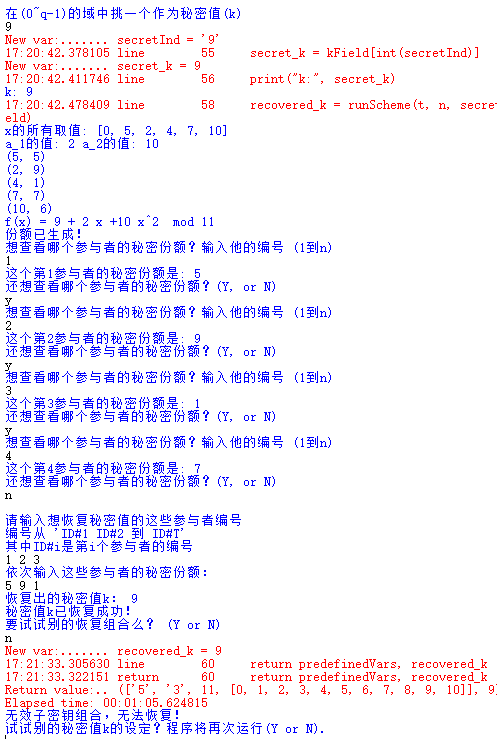 在(0~q-1)的域中挑一个作为秘密值(k)
9
New var:....... secretInd = '9'
17:20:42.378105 line 55 secret_k = kField[int(secretInd)]
New var:....... secret_k = 9
17:20:42.411746 line 56 print("k:", secret_k)
k: 9
17:20:42.478409 line 58 recovered_k = runScheme(t, n, secre
eld)
x的所有取值: [0, 5, 2, 4, 7, 10]
a_1的值: 2 a_2的值: 10
(5, 5)
(2, 9)
(4, 1)
(7, 7)
(10, 6)
f(x) = 9 + 2 x +10 x^2 mod 11
份额已生成!
想查看哪个参与者的秘密份额? 输入他的编号 (1到n)
1
这个第1参与者的秘密份额是: 5
还想查看哪个参与者的秘密份额? (Y, or N)
y
想查看哪个参与者的秘密份额? 输入他的编号 (1到n)
2
这个第2参与者的秘密份额是: 9
还想查看哪个参与者的秘密份额? (Y, or N)
y
想查看哪个参与者的秘密份额? 输入他的编号 (1到n)
3
这个第3参与者的秘密份额是: 1
还想查看哪个参与者的秘密份额? (Y, or N)
y
想查看哪个参与者的秘密份额? 输入他的编号 (1到n)
4
这个第4参与者的秘密份额是: 7
还想查看哪个参与者的秘密份额? (Y, or N)
n
请输入想恢复秘密值的这些参与者编号
编号从 'ID#1 ID#2 到 ID#T'
其中ID#i是第i个参与者的编号
1 2 3
依次输入这些参与者的秘密份额:
5 9 1
恢复出的秘密值k: 9
秘密值k已恢复成功!
要试试别的恢复组合么? (Y or N)
n
New var:....... recovered_k = 9
17:21:33.305630 line 60 return predefinedVars, recovered_k
17:21:33.322151 return 60 return predefinedVars, recovered_k
Return value:.. (['5', '3', 11, [0, 1, 2, 3, 4, 5, 6, 7, 8, 9, 10]], 9)
Elapsed time: 00:01:05.624815
无效子密钥组合, 无法恢复!
试试别的秘密值k的设定? 程序将再次运行(Y or N).